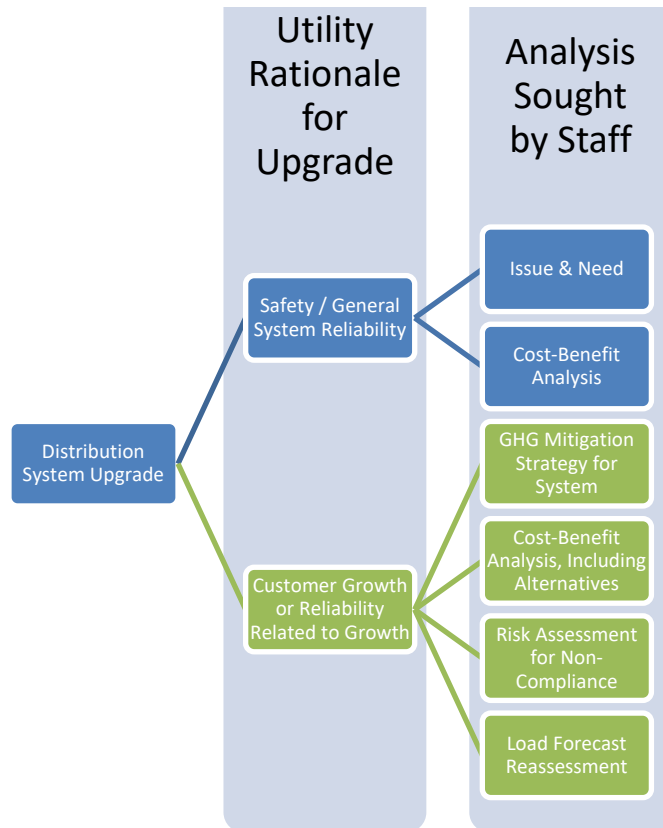 Utility
Rationale
for
Upgrade
Analysis
Sought
by Staff
Distribution
System Upgrade
Safety / General
System Reliability
Issue & Need
Cost-Benefit
Analysis
Customer Growth
or Reliability
Related to Growth
GHG Mitigation
Strategy for
System
Cost-Benefit
Analysis, Including
Alternatives
Risk Assessment
for Non-
Compliance
Load Forecast
Reassessment